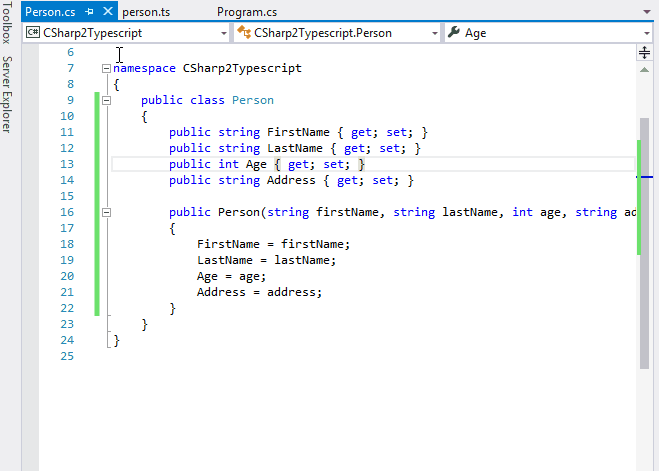 Toolbox
Server Explorer
Person.cs person.ts Program.cs
C# CSharp2Typescript CSharp2Typescript.Person Age
6
7 namespace CSharp2Typescript
8 {
9 public class Person
10 {
11 public string FirstName { get; set; }
12 public string LastName { get; set; }
13 public int Age { get; set; }
14 public string Address { get; set; }
15
16 public Person(string firstName, string lastName, int age, string ad
17 {
18 FirstName = firstName;
19 LastName = lastName;
20 Age = age;
21 Address = address;
22 }
23 }
24 }
25